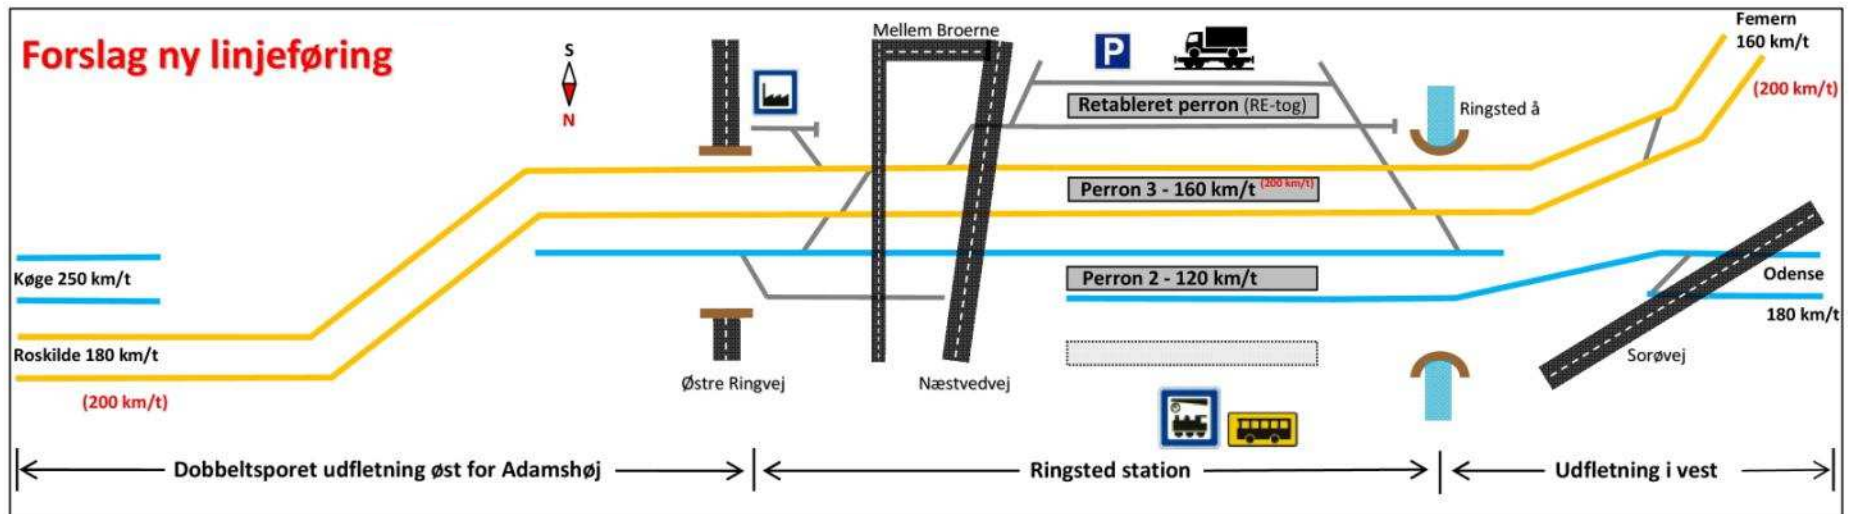 Forslag ny linjeføring
S
N
Mellem Broerne
P
Femern
160 km/t
(200 km/t)
Retableret perron (RE-tog)
Ringsted å
Perron 3 - 160 km/t (200 km/t)
Køge 250 km/t
Perron 2 - 120 km/t
Odense
180 km/t
Roskilde 180 km/t
(200 km/t)
Østre Ringvej
Næstvedvej
Sorøvej
Dobbeltsporet udfletning øst for Adamshøj
Ringsted station
Udfletning i vest